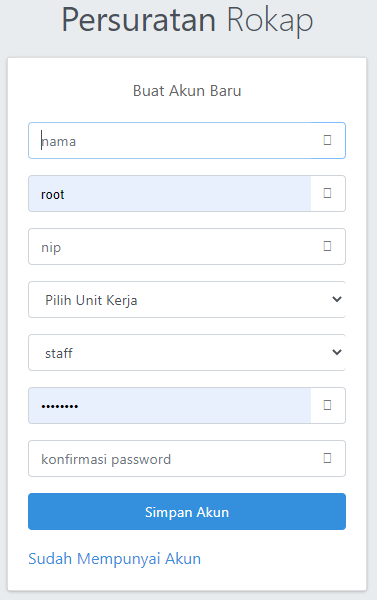 Persuratan Rokap
Buat Akun Baru
nama
root
nip
Pilih Unit Kerja
staff
••••••••
konfirmasi password
Simpan Akun
Sudah Mempunyai Akun